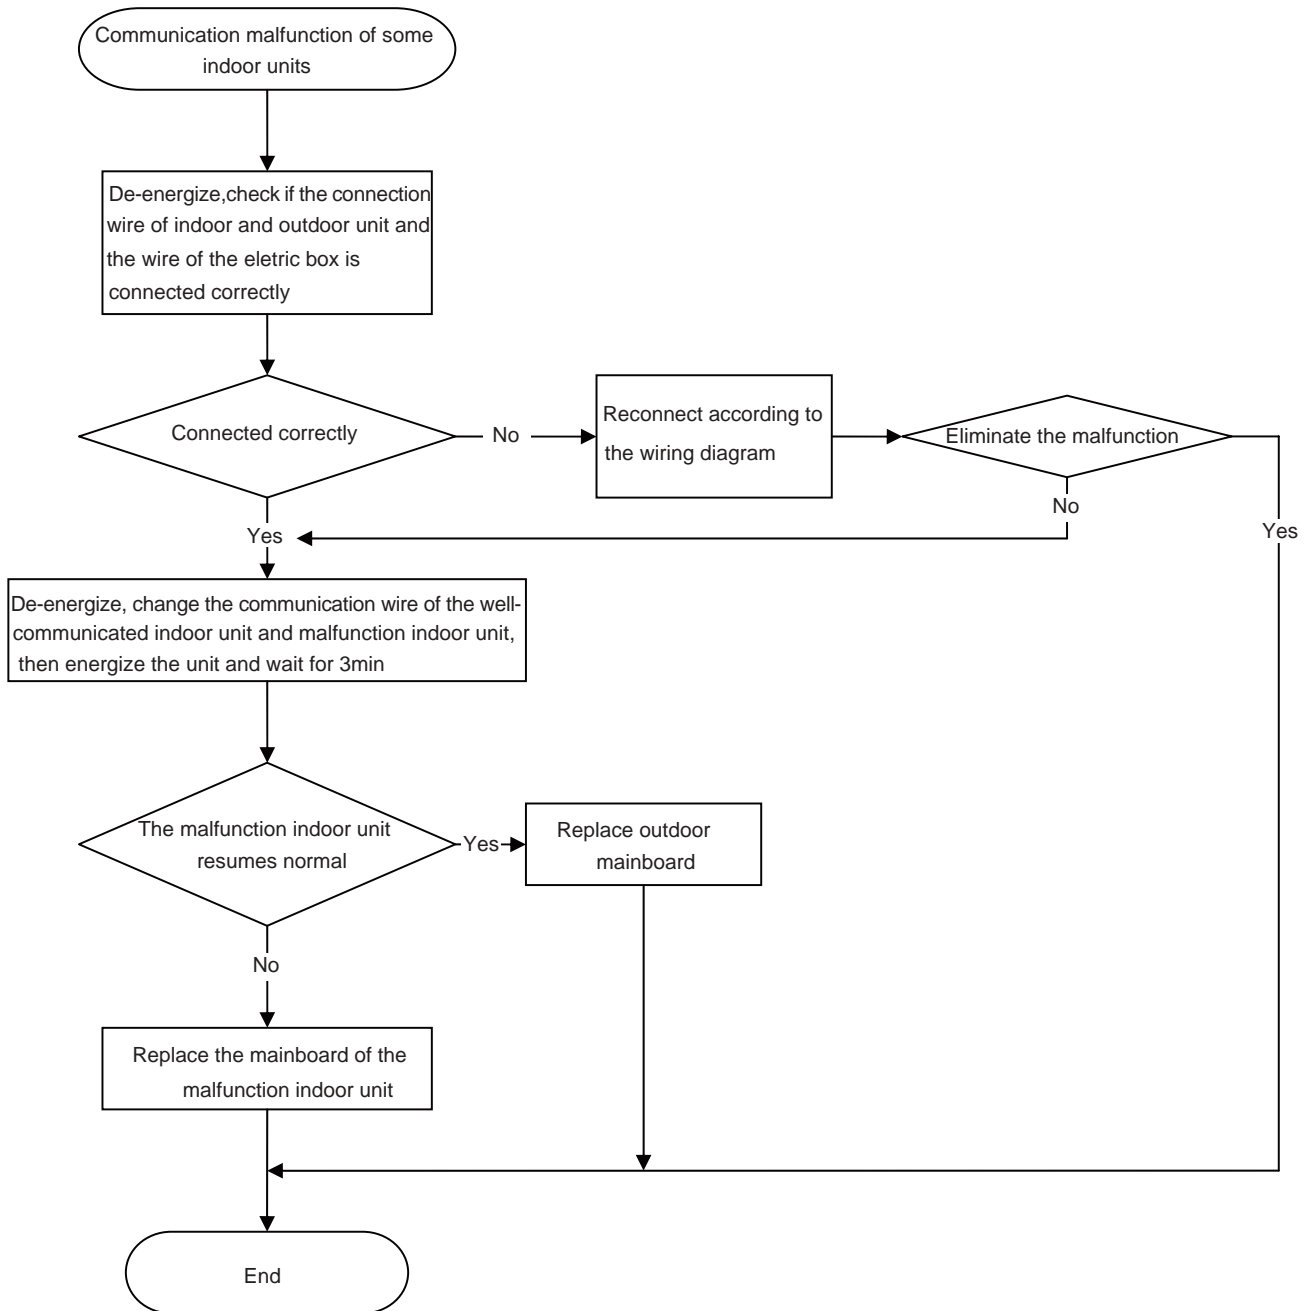 Communication malfunction of some
indoor units
De-energize,check if the connection
wire of indoor and outdoor unit and
the wire of the eletric box is
connected correctly
Connected correctly
No
Reconnect according to
the wiring diagram
Eliminate the malfunction
No
Yes
Yes
De-energize, change the communication wire of the well-
communicated indoor unit and malfunction indoor unit,
then energize the unit and wait for 3min
The malfunction indoor unit
resumes normal
Yes
Replace outdoor
mainboard
No
Replace the mainboard of the
malfunction indoor unit
End